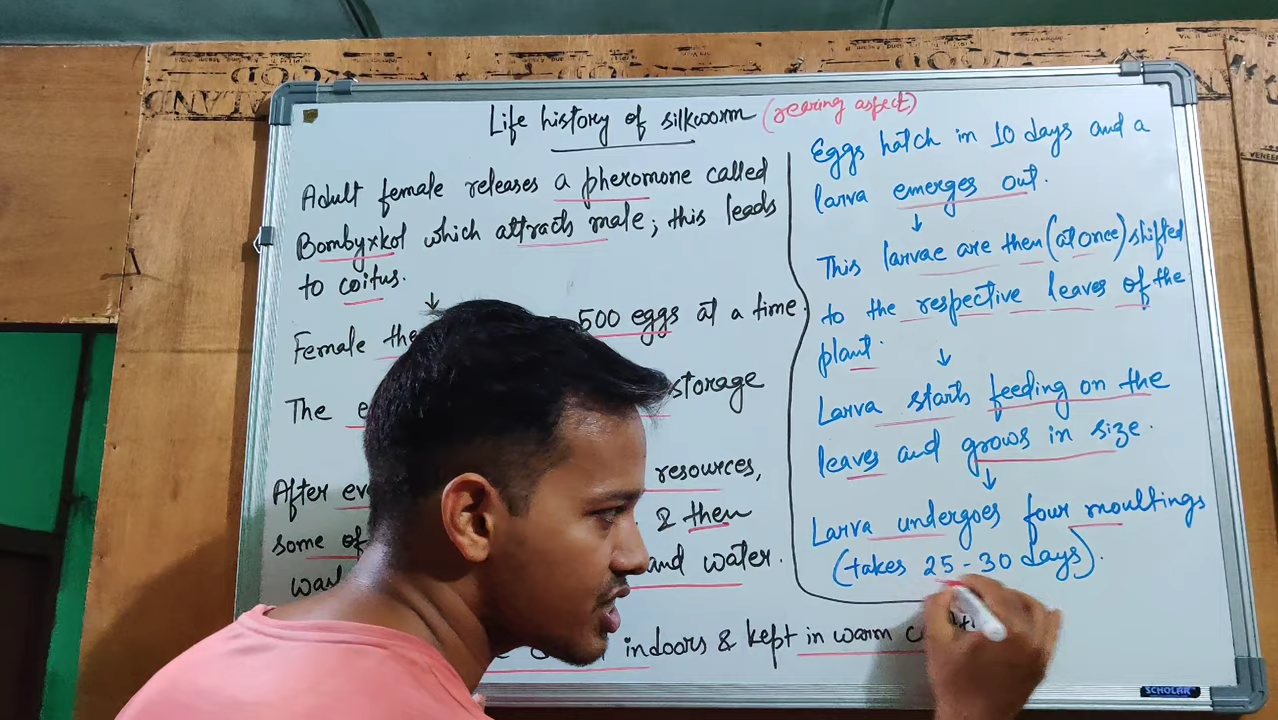 Life history of silkworm (rearing aspect)
Adult female releases a pheromone called
Bombyxkol which attracts male; this leads
to coitus.
↓
Female the 500 eggs at a time
The e storage
After ev resources,
some of & then
and water.
indoors & kept in warm
Eggs hatch in 10 days and a
larva emerges out.
↓
This larvae are then (at once) shifted
to the respective leaves of the
plant.
↓
Larva starts feeding on the
leaves and grows in size.
↓
Larva undergoes four moultings
(takes 25-30 days).
SCHOLAR